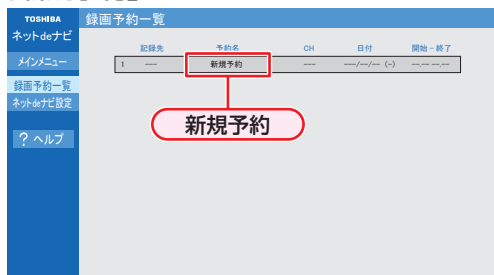 TOSHIBA
ネットdeナビ
メインメニュー
録画予約一覧
ネットdeナビ設定
? ヘルプ
録画予約一覧
記録先 予約名 CH 日付 開始 - 終了
1 ---- 新規予約 ---- ----/--/-- (-) --:-- --:--
新規予約